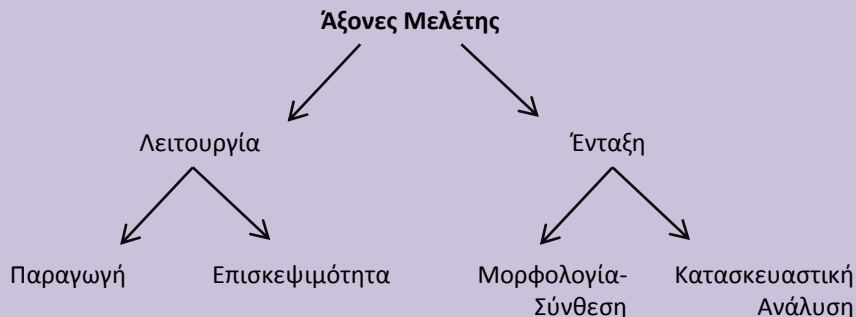 Άξονες Μελέτης
Λειτουργία
Ένταξη
Παραγωγή
Επισκεψιμότητα
Μορφολογία-
Σύνθεση
Κατασκευαστική
Ανάλυση